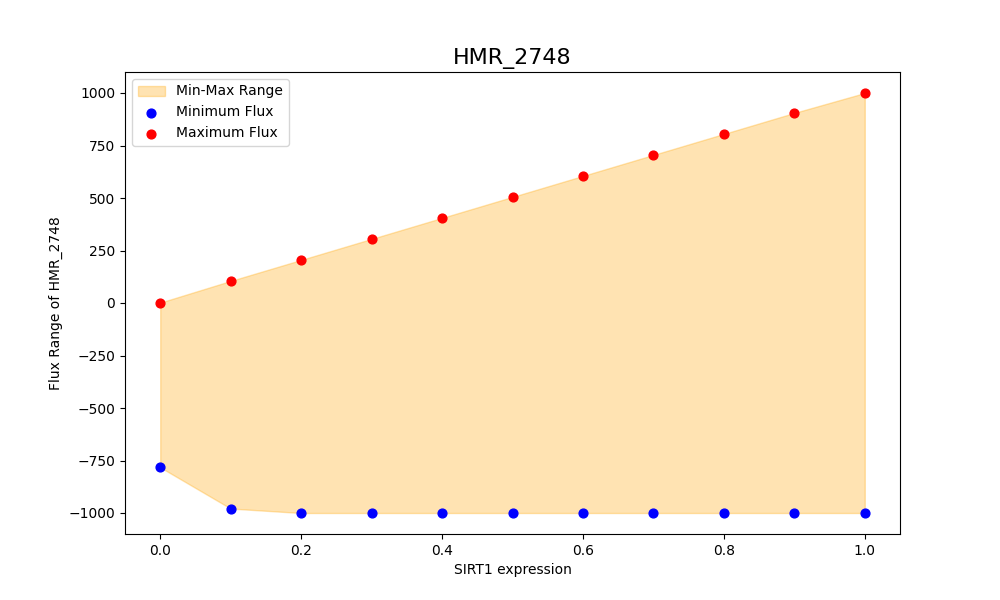 HMR_2748
Min-Max Range
Minimum Flux
Maximum Flux
1000
750
500
250
0
−250
−500
−750
−1000
Flux Range of HMR_2748
0.0 0.2 0.4 0.6 0.8 1.0
SIRT1 expression